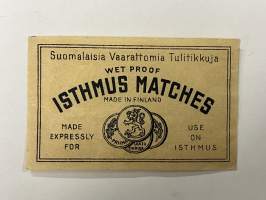 Suomalaisia Vaarattomia Tulitikkuja
WET PROOF
ISTHMUS MATCHES
MADE IN FINLAND
MADE
EXPRESSLY
FOR
USE
ON
ISTHMUS